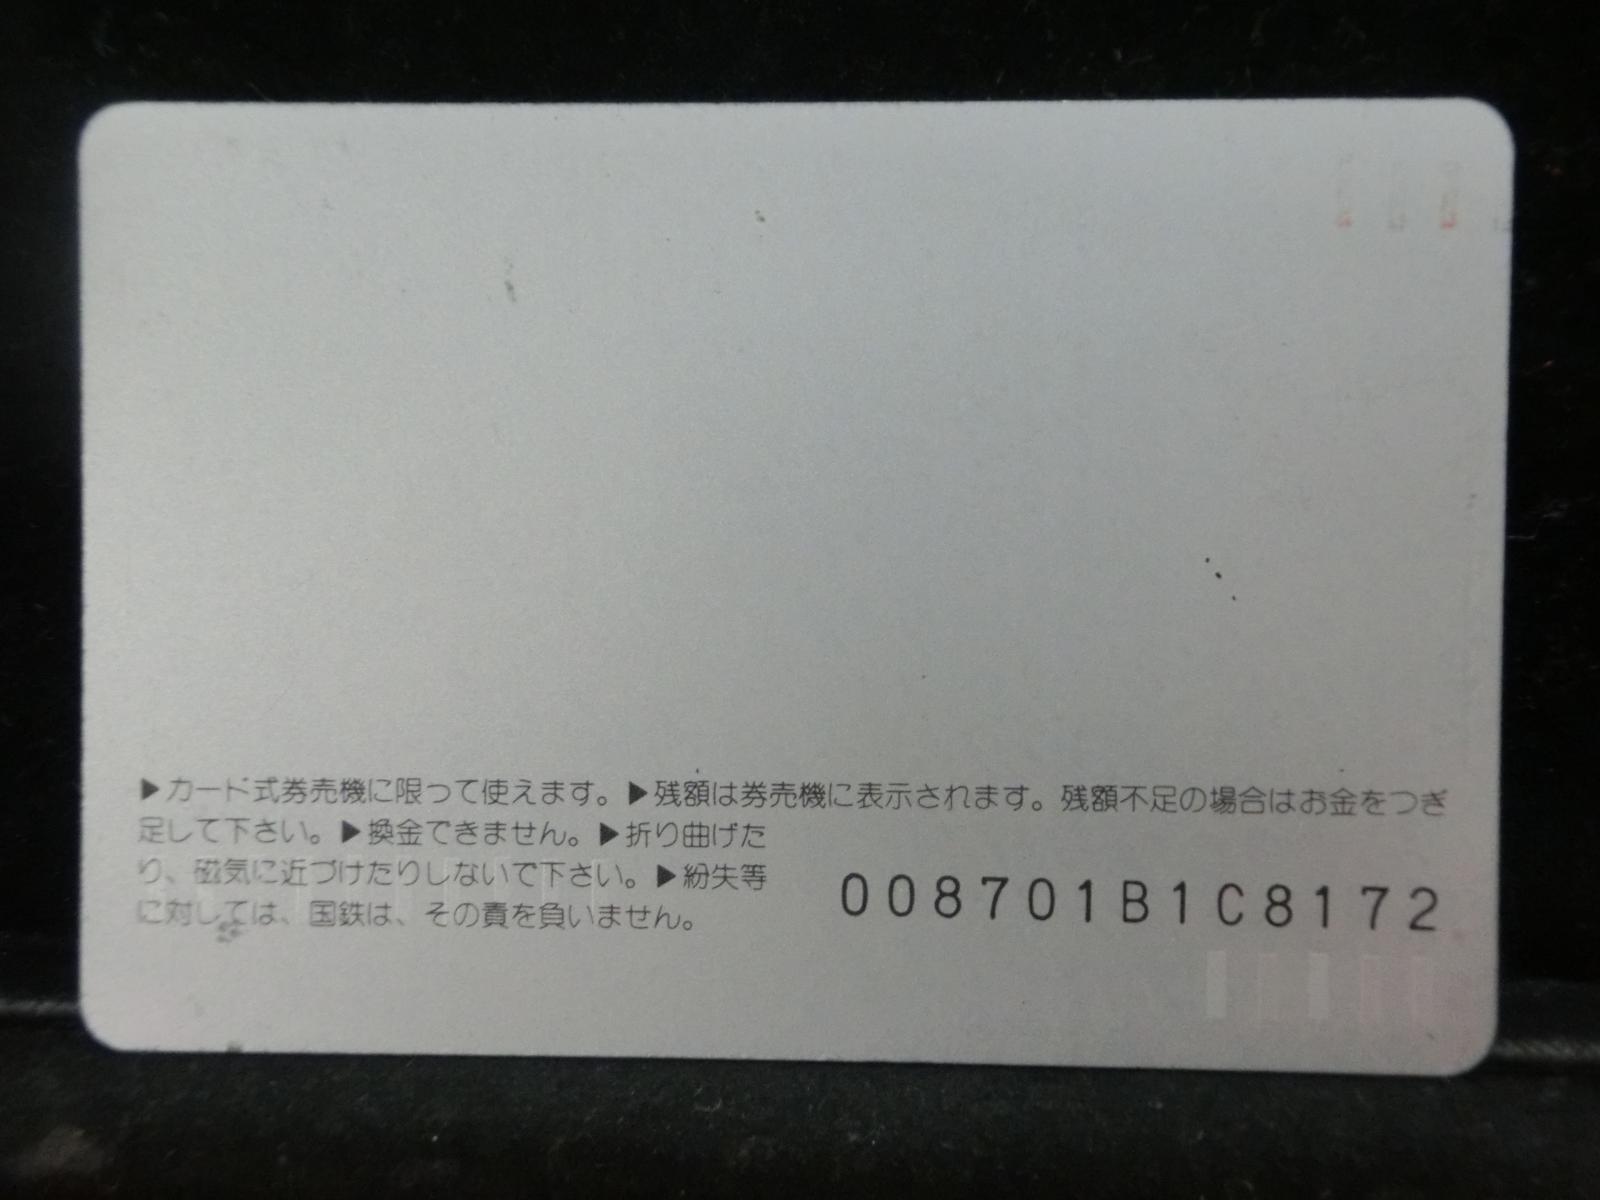 ▶カード式券売機に限って使えます。▶残額は券売機に表示されます。残額不足の場合はお金をつぎ
足して下さい。▶換金できません。▶折り曲げた
り、磁気に近づけたりしないで下さい。▶紛失等
に対しては、国鉄は、その責を負いません。
008701B1C8172